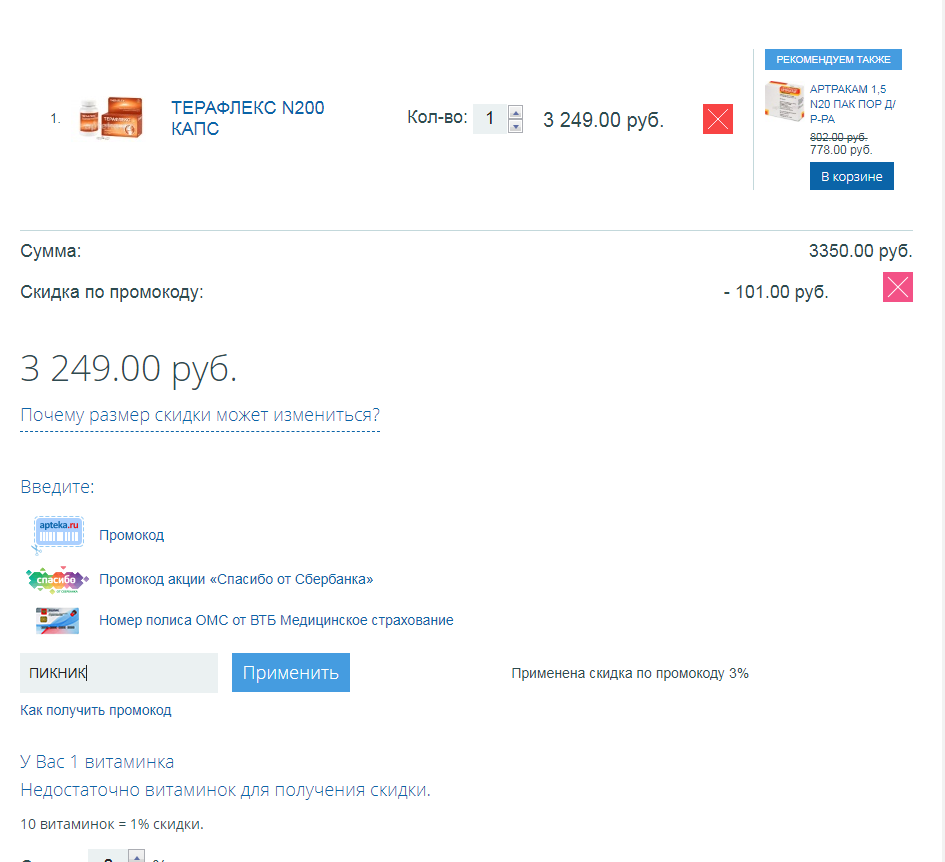 РЕКОМЕНДУЕМ ТАКЖЕ
1.
ТЕРАФЛЕКС N200
КАПС
Кол-во: 1
3 249.00 руб.
АРТРАКАМ 1,5
N20 ПАК ПОР Д/
Р-РА
802.00 руб.
778.00 руб.
В корзине
Сумма: 3350.00 руб.
Скидка по промокоду: - 101.00 руб.
3 249.00 руб.
Почему размер скидки может измениться?
Введите:
apteka.ru
Промокод
спасибо
Промокод акции «Спасибо от Сбербанка»
Номер полиса ОМС от ВТБ Медицинское страхование
ПИКНИК
Применить
Применена скидка по промокоду 3%
Как получить промокод
У Вас 1 витаминка
Недостаточно витаминок для получения скидки.
10 витаминок = 1% скидки.